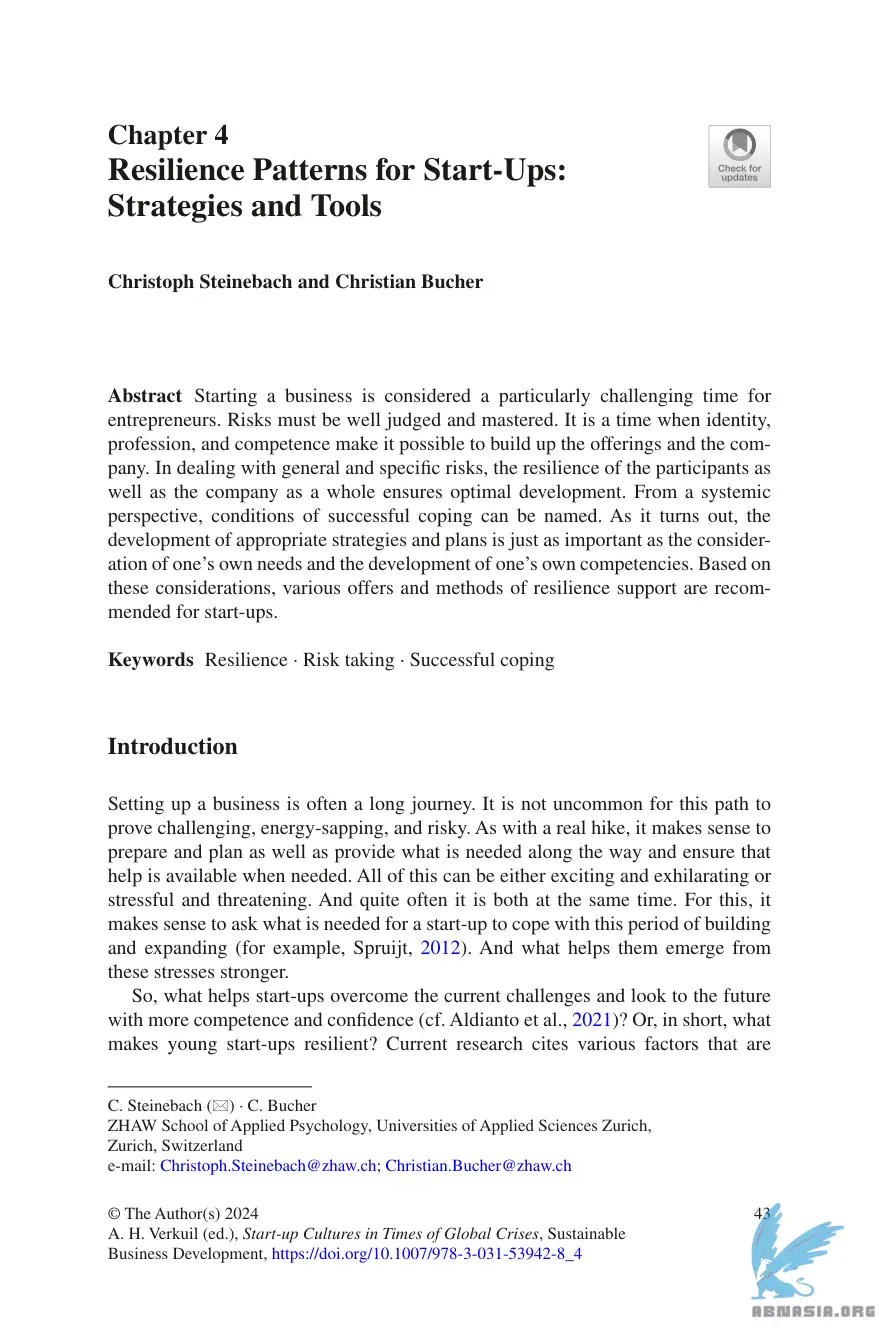 Chapter 4
Resilience Patterns for Start-Ups:
Strategies and Tools
Check for
updates
Christoph Steinebach and Christian Bucher
Abstract Starting a business is considered a particularly challenging time for
entrepreneurs. Risks must be well judged and mastered. It is a time when identity,
profession, and competence make it possible to build up the offerings and the com-
pany. In dealing with general and specific risks, the resilience of the participants as
well as the company as a whole ensures optimal development. From a systemic
perspective, conditions of successful coping can be named. As it turns out, the
development of appropriate strategies and plans is just as important as the consider-
ation of one’s own needs and the development of one’s own competencies. Based on
these considerations, various offers and methods of resilience support are recom-
mended for start-ups.
Keywords Resilience · Risk taking · Successful coping
Introduction
Setting up a business is often a long journey. It is not uncommon for this path to
prove challenging, energy-sapping, and risky. As with a real hike, it makes sense to
prepare and plan as well as provide what is needed along the way and ensure that
help is available when needed. All of this can be either exciting and exhilarating or
stressful and threatening. And quite often it is both at the same time. For this, it
makes sense to ask what is needed for a start-up to cope with this period of building
and expanding (for example, Spruijt, 2012). And what helps them emerge from
these stresses stronger.
So, what helps start-ups overcome the current challenges and look to the future
with more competence and confidence (cf. Aldianto et al., 2021)? Or, in short, what
makes young start-ups resilient? Current research cites various factors that are
C. Steinebach (✉) · C. Bucher
ZHAW School of Applied Psychology, Universities of Applied Sciences Zurich,
Zurich, Switzerland
e-mail: Christoph.Steinebach@zhaw.ch; Christian.Bucher@zhaw.ch
© The Author(s) 2024
43
A. H. Verkuil (ed.), Start-up Cultures in Times of Global Crises, Sustainable
Business Development, https://doi.org/10.1007/978-3-031-53942-8_4
ABNASIA.ORG